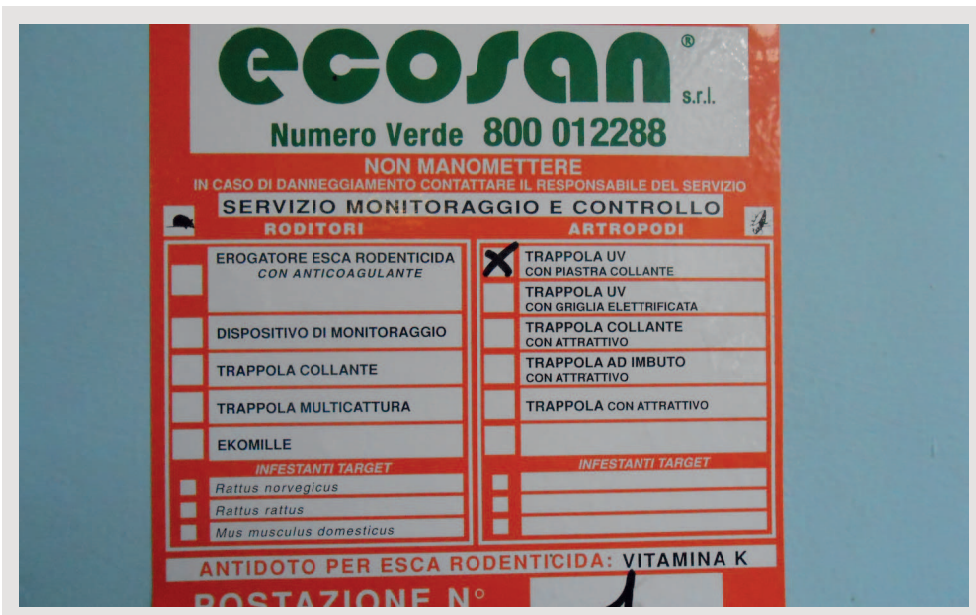 ecosan® s.r.l.
Numero Verde 800 012288
NON MANOMETTERE
IN CASO DI DANNEGGIAMENTO CONTATTARE IL RESPONSABILE DEL SERVIZIO
SERVIZIO MONITORAGGIO E CONTROLLO
RODITORI
EROGATORE ESCA RODENTICIDA
CON ANTICOAGULANTE
DISPOSITIVO DI MONITORAGGIO
TRAPPOLA COLLANTE
TRAPPOLA MULTICATTURA
EKOMILLE
INFESTANTI TARGET
Rattus norvegicus
Rattus rattus
Mus musculus domesticus
ARTROPODI
X TRAPPOLA UV
CON PIASTRA COLLANTE
TRAPPOLA UV
CON GRIGLIA ELETTRIFICATA
TRAPPOLA COLLANTE
CON ATTRATTIVO
TRAPPOLA AD IMBUTO
CON ATTRATTIVO
TRAPPOLA CON ATTRATTIVO
INFESTANTI TARGET
ANTIDOTO PER ESCA RODENTICIDA: VITAMINA K
POSTAZIONE N° 1